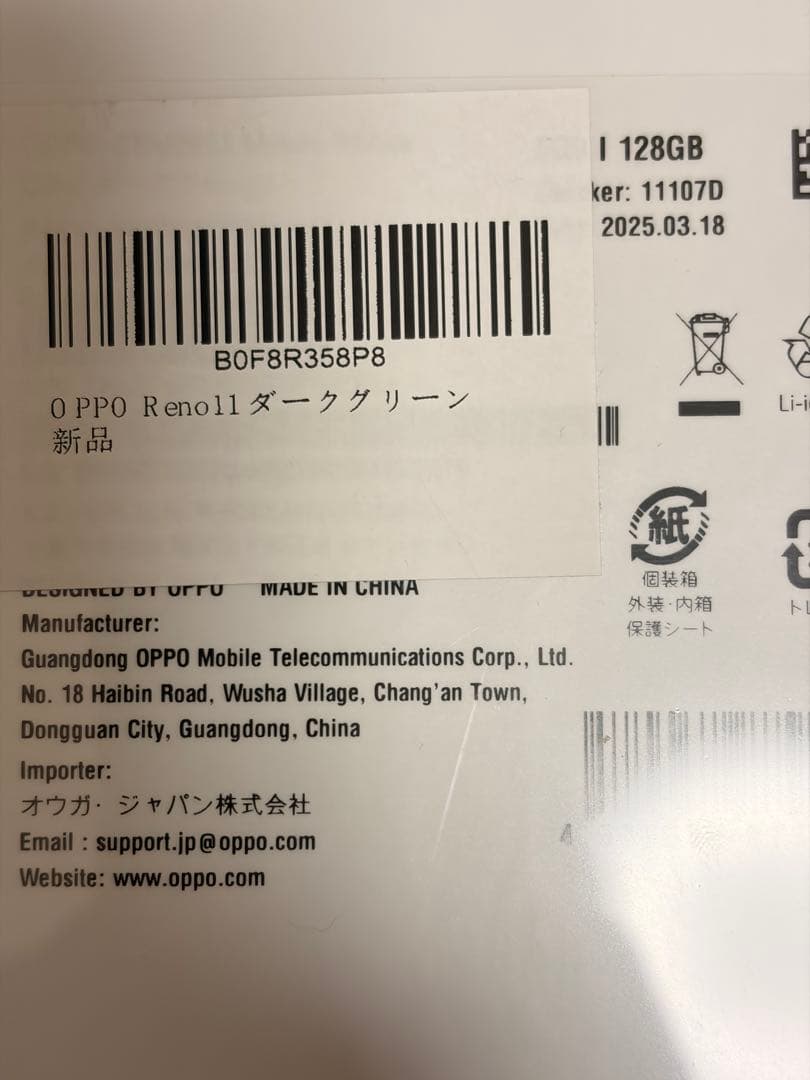 I 128GB
ker: 11107D
2025.03.18
B0F8R358P8
OPPO Reno11ダークグリーン
新品
Li-i
紙
個装箱
外装・内箱
保護シート
DESIGNED BY OPPO MADE IN CHINA
Manufacturer:
Guangdong OPPO Mobile Telecommunications Corp., Ltd.
No. 18 Haibin Road, Wusha Village, Chang'an Town,
Dongguan City, Guangdong, China
Importer:
オウガ・ジャパン株式会社
Email : support.jp@oppo.com
Website: www.oppo.com
4